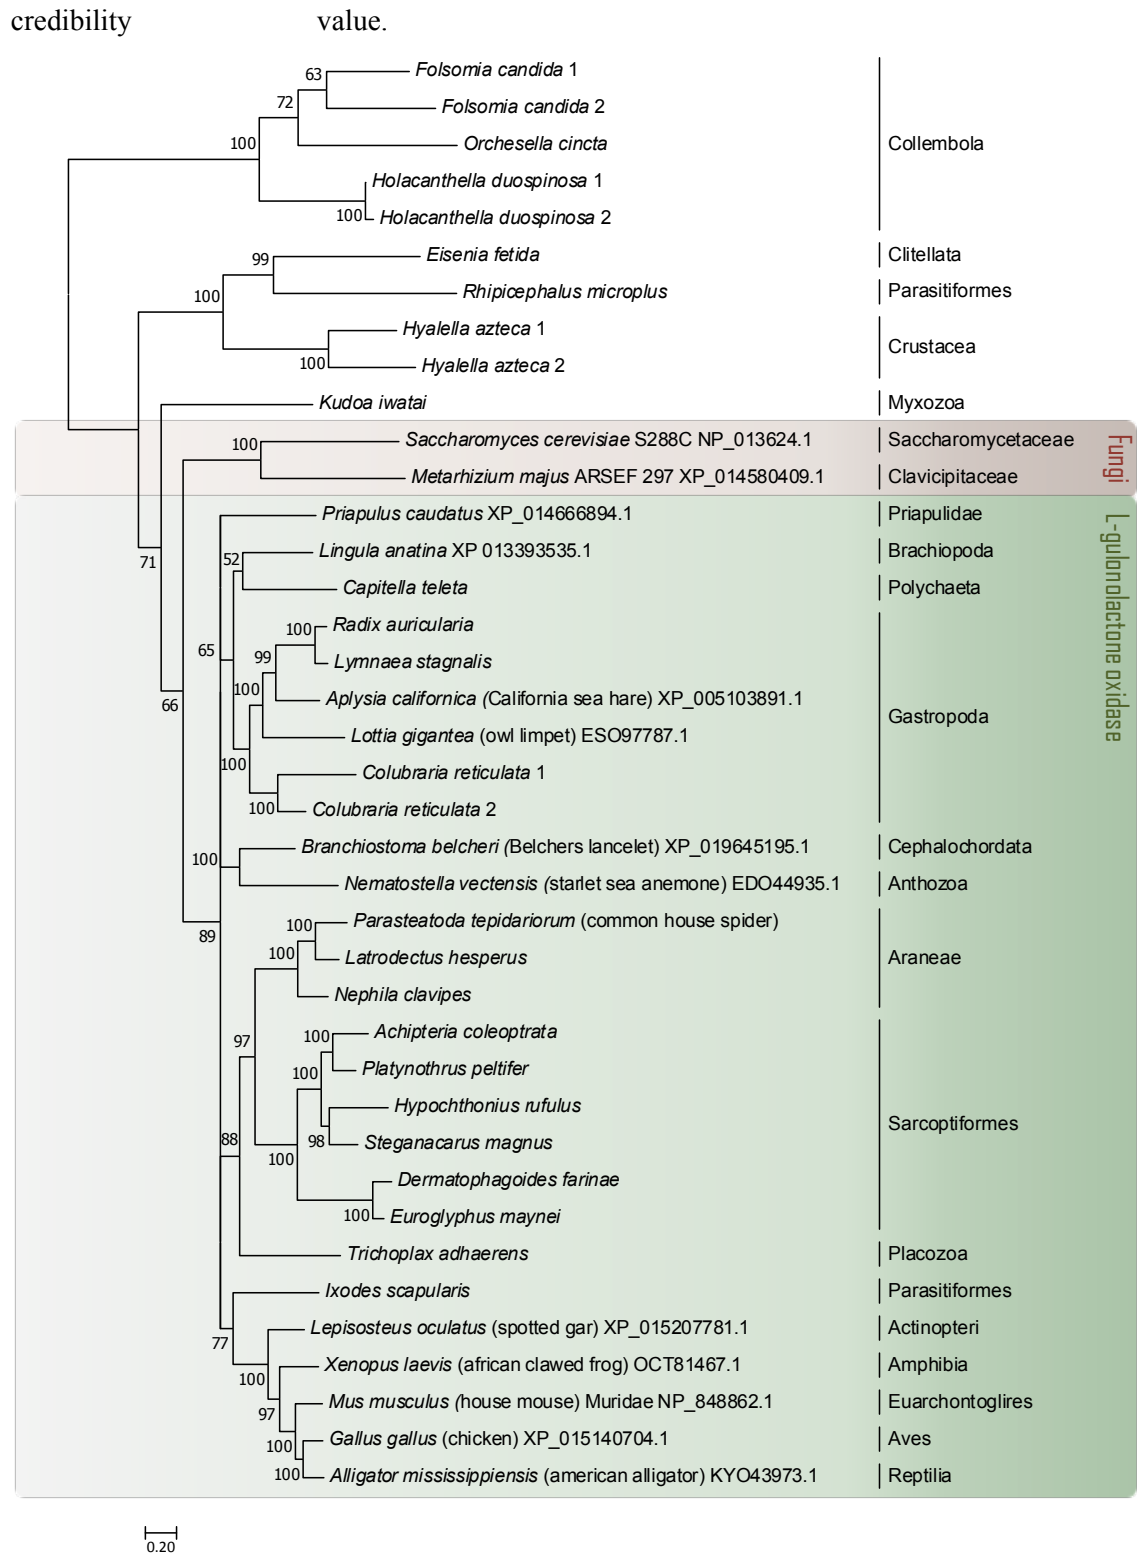 credibility value.
63 Folsomia candida 1
Folsomia candida 2
72
Orchesella cincta
100 Collembola
Holacanthella duospinosa 1
100 Holacanthella duospinosa 2
99 Eisenia fetida Clitellata
Rhipicephalus microplus Parasitiformes
100
Hyalella azteca 1
Crustacea
100 Hyalella azteca 2
Kudoa iwatai Myxozoa
100 Saccharomyces cerevisiae S288C NP_013624.1 Saccharomycetaceae
Metarhizium majus ARSEF 297 XP_014580409.1 Clavicipitaceae
Fungi
Priapulus caudatus XP_014666894.1 Priapulidae
71
52 Lingula anatina XP 013393535.1 Brachiopoda
Capitella teleta Polychaeta
L-gulonolactone oxidase
100 Radix auricularia
65
99 Lymnaea stagnalis
100
66 Aplysia californica (California sea hare) XP_005103891.1
Gastropoda
Lottia gigantea (owl limpet) ESO97787.1
100
Colubraria reticulata 1
100 Colubraria reticulata 2
100 Branchiostoma belcheri (Belchers lancelet) XP_019645195.1 Cephalochordata
Nematostella vectensis (starlet sea anemone) EDO44935.1 Anthozoa
89
100 Parasteatoda tepidariorum (common house spider)
100 Latrodectus hesperus Araneae
Nephila clavipes
97
100 Achipteria coleoptrata
100 Platynothrus peltifer
Hypochthonius rufulus
Sarcoptiformes
98 Steganacarus magnus
88
100
Dermatophagoides farinae
100 Euroglyphus maynei
Trichoplax adhaerens Placozoa
Ixodes scapularis Parasitiformes
77
Lepisosteus oculatus (spotted gar) XP_015207781.1 Actinopteri
100
Xenopus laevis (african clawed frog) OCT81467.1 Amphibia
97
Mus musculus (house mouse) Muridae NP_848862.1 Euarchontoglires
100
Gallus gallus (chicken) XP_015140704.1 Aves
100 Alligator mississippiensis (american alligator) KYO43973.1 Reptilia
0.20